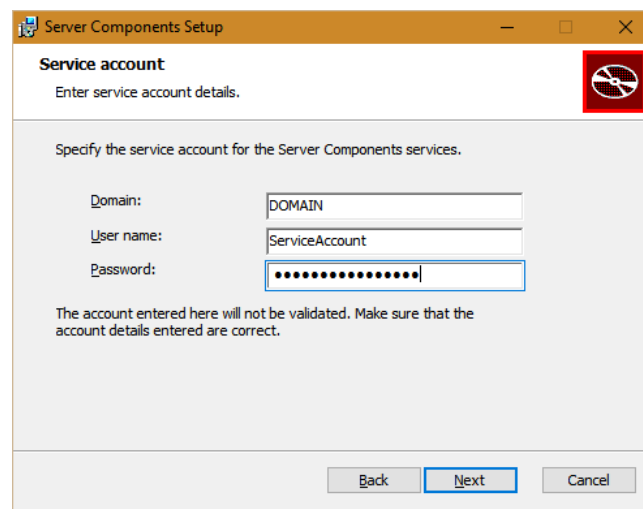 Server Components Setup
Service account
Enter service account details.
Specify the service account for the Server Components services.
Domain:
DOMAIN
User name:
ServiceAccount
Password:
●●●●●●●●●●●●●●●●
The account entered here will not be validated. Make sure that the
account details entered are correct.
Back
Next
Cancel